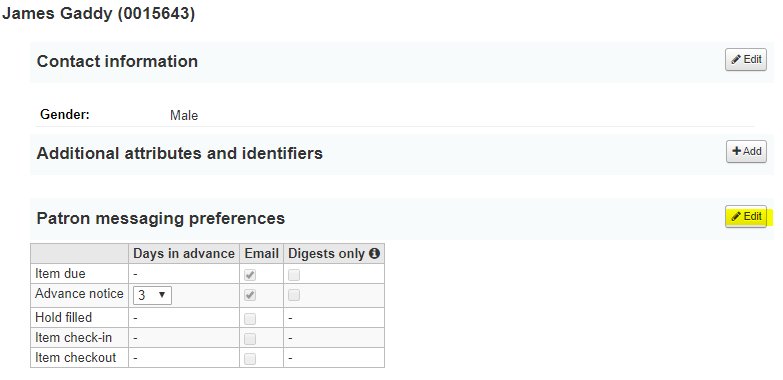 James Gaddy (0015643)
Contact information
Edit
Gender: Male
Additional attributes and identifiers
Add
Patron messaging preferences
Edit
Days in advance Email Digests only
Item due -
Advance notice 3
Hold filled - -
Item check-in - -
Item checkout - -